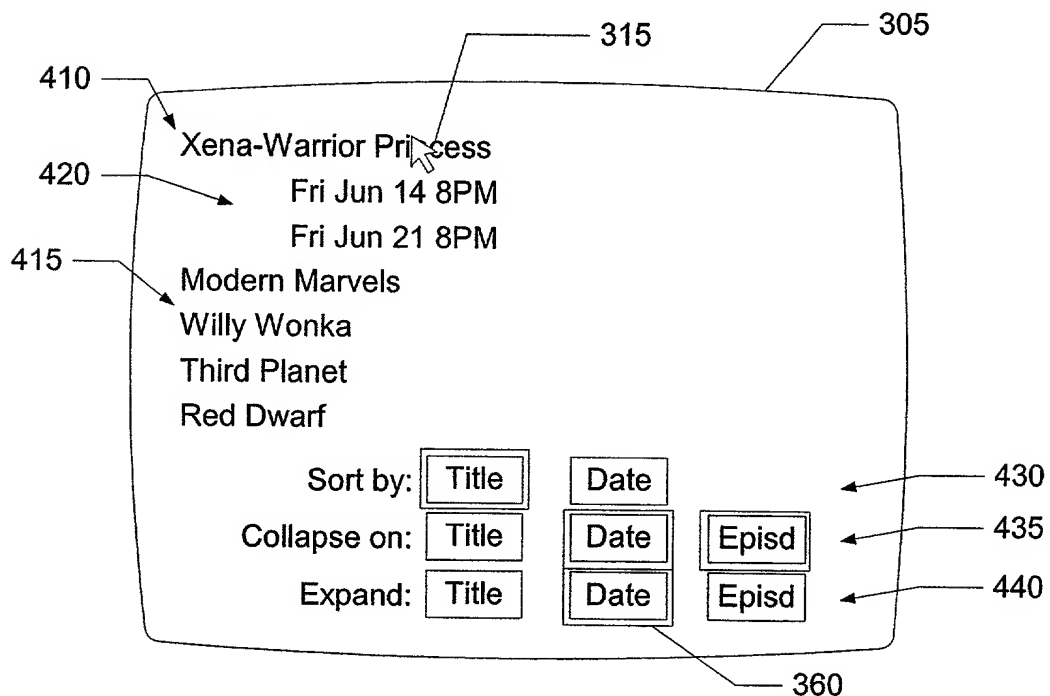 315
305
410
Xena-Warrior Princess
420
Fri Jun 14 8PM
Fri Jun 21 8PM
415
Modern Marvels
Willy Wonka
Third Planet
Red Dwarf
Sort by: Title Date 430
Collapse on: Title Date Episd 435
Expand: Title Date Episd 440
360